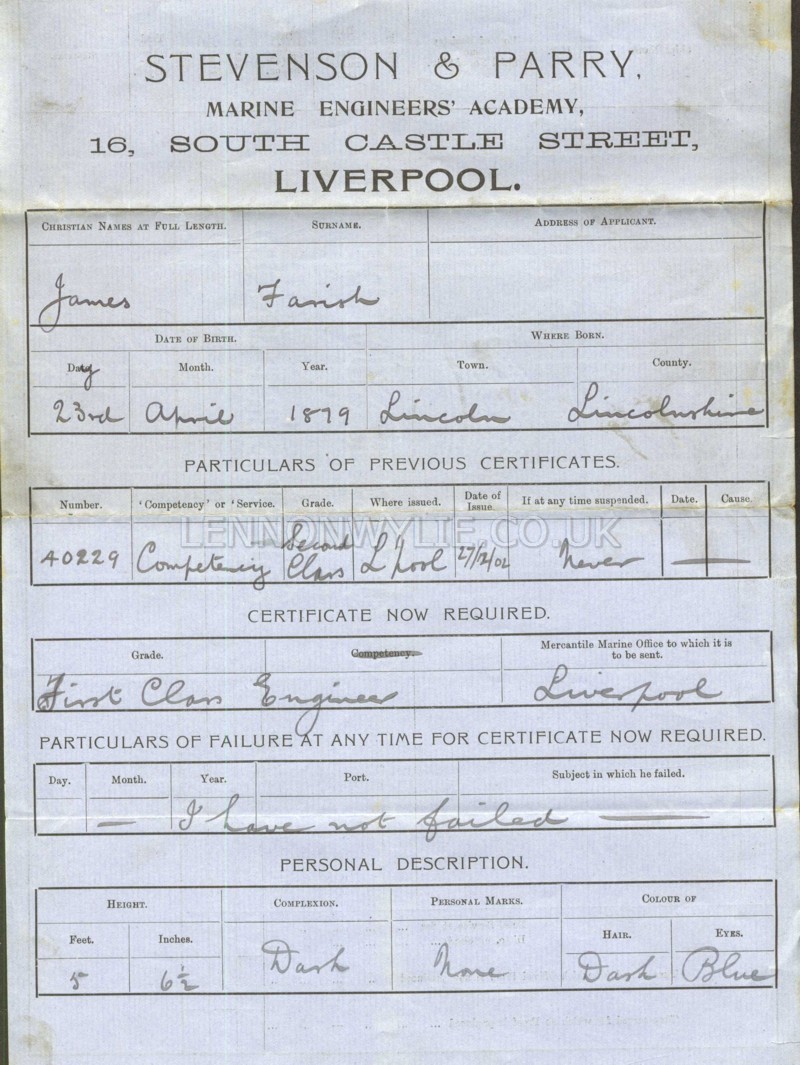 STEVENSON & PARRY,
MARINE ENGINEERS' ACADEMY,
16, SOUTH CASTLE STREET,
LIVERPOOL.
CHRISTIAN NAMES AT FULL LENGTH. SURNAME. ADDRESS OF APPLICANT.
James Farish
DATE OF BIRTH. WHERE BORN.
Day Month. Year. Town. County.
23rd April 1879 Lincoln Lincolnshire
PARTICULARS OF PREVIOUS CERTIFICATES.
Number. 'Competency' or 'Service. Grade. Where issued. Date of Issue. If at any time suspended. Date. Cause.
LENNONWYLIE.CO.UK
40229 Competency Second Class L'pool 27/12/02 Never —
CERTIFICATE NOW REQUIRED.
Grade. Competency. Mercantile Marine Office to which it is
to be sent.
First Class Engineer Liverpool
PARTICULARS OF FAILURE AT ANY TIME FOR CERTIFICATE NOW REQUIRED.
Day. Month. Year. Port. Subject in which he failed.
— I have not failed —
PERSONAL DESCRIPTION.
HEIGHT. COMPLEXION. PERSONAL MARKS. COLOUR OF
Feet. Inches. HAIR. EYES.
5 6½ Dark None Dark Blue